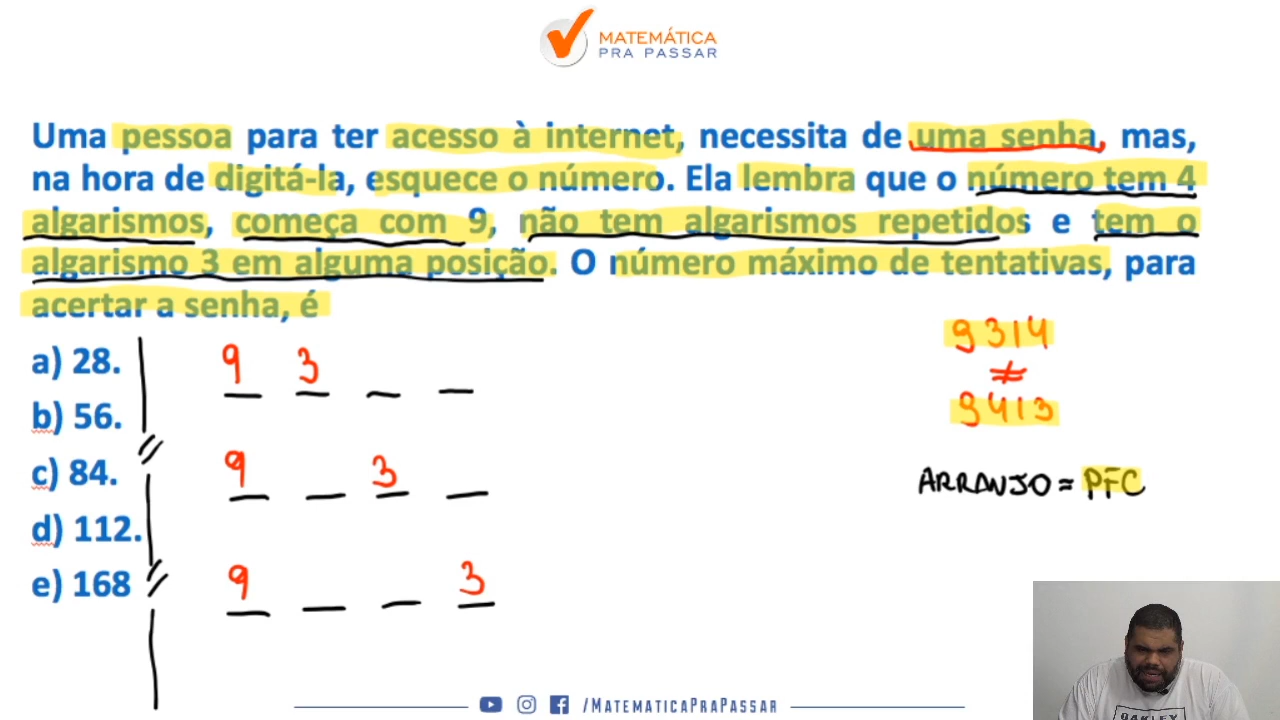 MATEMÁTICA
PRA PASSAR
Uma pessoa para ter acesso à internet, necessita de uma senha, mas,
na hora de digitá-la, esquece o número. Ela lembra que o número tem 4
algarismos, começa com 9, não tem algarismos repetidos e tem o
algarismo 3 em alguma posição. O número máximo de tentativas, para
acertar a senha, é
a) 28.
b) 56.
c) 84.
d) 112.
e) 168
9 3
9 3
9 3
9314
≠
9413
ARRANJO = PFC
OAKLEY
/MATEMATICAPRAPASSAR